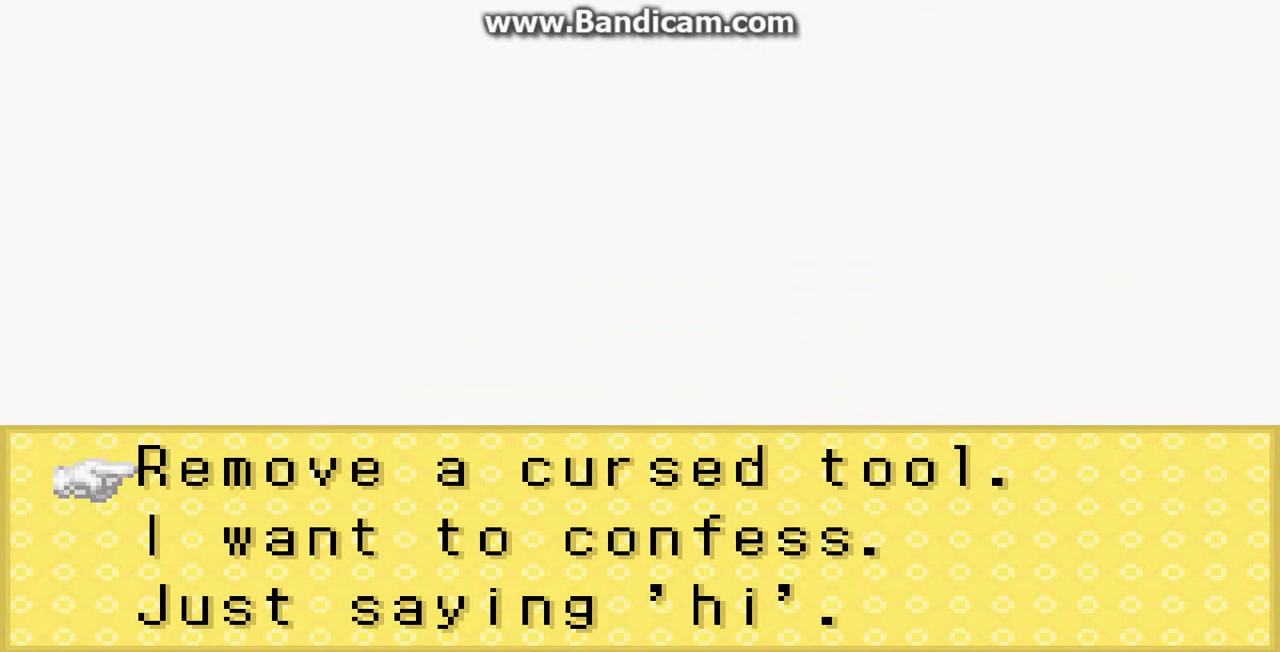 www.Bandicam.com
Remove a cursed tool.
I want to confess.
Just saying 'hi'.